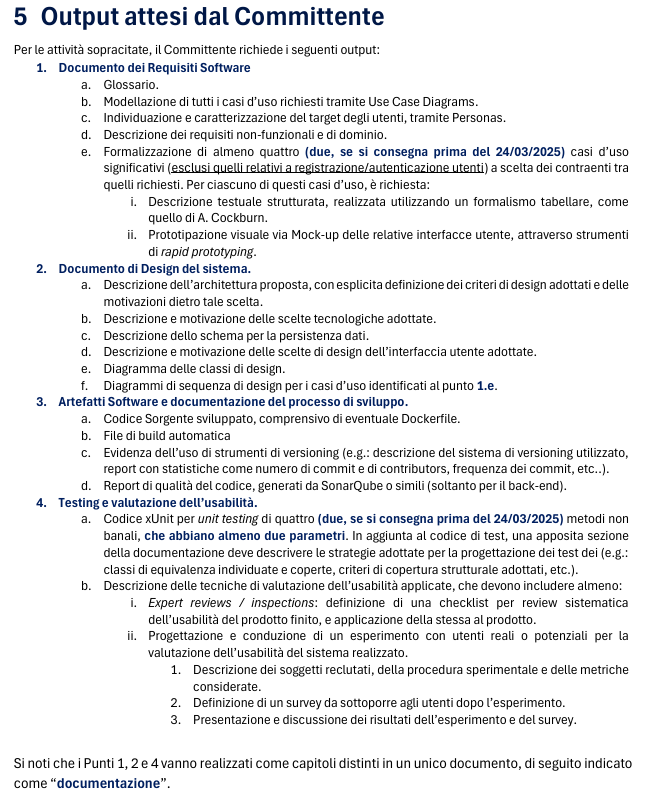 5 Output attesi dal Committente
Per le attività sopracitate, il Committente richiede i seguenti output:
1. Documento dei Requisiti Software
a. Glossario.
b. Modellazione di tutti i casi d'uso richiesti tramite Use Case Diagrams.
c. Individuazione e caratterizzazione del target degli utenti, tramite Personas.
d. Descrizione dei requisiti non-funzionali e di dominio.
e. Formalizzazione di almeno quattro (due, se si consegna prima del 24/03/2025) casi d'uso
significativi (esclusi quelli relativi a registrazione/autenticazione utenti) a scelta dei contraenti tra
quelli richiesti. Per ciascuno di questi casi d'uso, è richiesta:
i. Descrizione testuale strutturata, realizzata utilizzando un formalismo tabellare, come
quello di A. Cockburn.
ii. Prototipazione visuale via Mock-up delle relative interfacce utente, attraverso strumenti
di rapid prototyping.
2. Documento di Design del sistema.
a. Descrizione dell'architettura proposta, con esplicita definizione dei criteri di design adottati e delle
motivazioni dietro tale scelta.
b. Descrizione e motivazione delle scelte tecnologiche adottate.
c. Descrizione dello schema per la persistenza dati.
d. Descrizione e motivazione delle scelte di design dell'interfaccia utente adottate.
e. Diagramma delle classi di design.
f. Diagrammi di sequenza di design per i casi d'uso identificati al punto 1.e.
3. Artefatti Software e documentazione del processo di sviluppo.
a. Codice Sorgente sviluppato, comprensivo di eventuale Dockerfile.
b. File di build automatica
c. Evidenza dell'uso di strumenti di versioning (e.g.: descrizione del sistema di versioning utilizzato,
report con statistiche come numero di commit e di contributors, frequenza dei commit, etc..).
d. Report di qualità del codice, generati da SonarQube o simili (soltanto per il back-end).
4. Testing e valutazione dell'usabilità.
a. Codice xUnit per unit testing di quattro (due, se si consegna prima del 24/03/2025) metodi non
banali, che abbiano almeno due parametri. In aggiunta al codice di test, una apposita sezione
della documentazione deve descrivere le strategie adottate per la progettazione dei test dei (e.g.:
classi di equivalenza individuate e coperte, criteri di copertura strutturale adottati, etc.).
b. Descrizione delle tecniche di valutazione dell'usabilità applicate, che devono includere almeno:
i. Expert reviews / inspections: definizione di una checklist per review sistematica
dell'usabilità del prodotto finito, e applicazione della stessa al prodotto.
ii. Progettazione e conduzione di un esperimento con utenti reali o potenziali per la
valutazione dell'usabilità del sistema realizzato.
1. Descrizione dei soggetti reclutati, della procedura sperimentale e delle metriche
considerate.
2. Definizione di un survey da sottoporre agli utenti dopo l'esperimento.
3. Presentazione e discussione dei risultati dell'esperimento e del survey.
Si noti che i Punti 1, 2 e 4 vanno realizzati come capitoli distinti in un unico documento, di seguito indicato
come "documentazione".